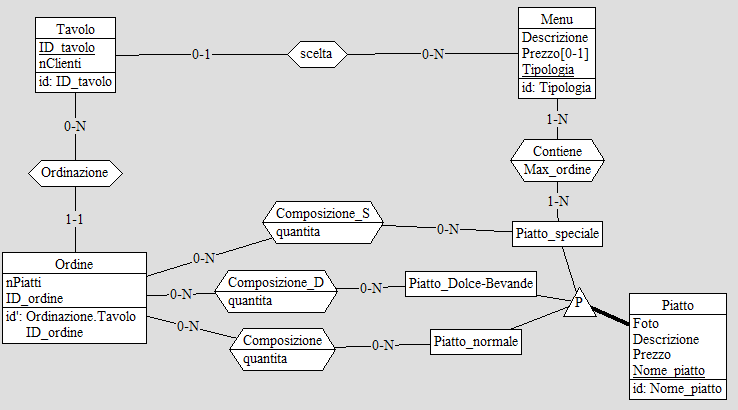 Tavolo
ID_tavolo
nClienti
id: ID_tavolo
0-1
scelta
0-N
Menu
Descrizione
Prezzo[0-1]
Tipologia
id: Tipologia
0-N
Ordinazione
1-1
1-N
Contiene
Max_ordine
1-N
Ordine
nPiatti
ID_ordine
id': Ordinazione.Tavolo
ID_ordine
0-N
Composizione_S
quantita
0-N
Piatto_speciale
0-N
Composizione_D
quantita
0-N
Piatto_Dolce-Bevande
0-N
Composizione
quantita
0-N
Piatto_normale
P
Piatto
Foto
Descrizione
Prezzo
Nome_piatto
id: Nome_piatto